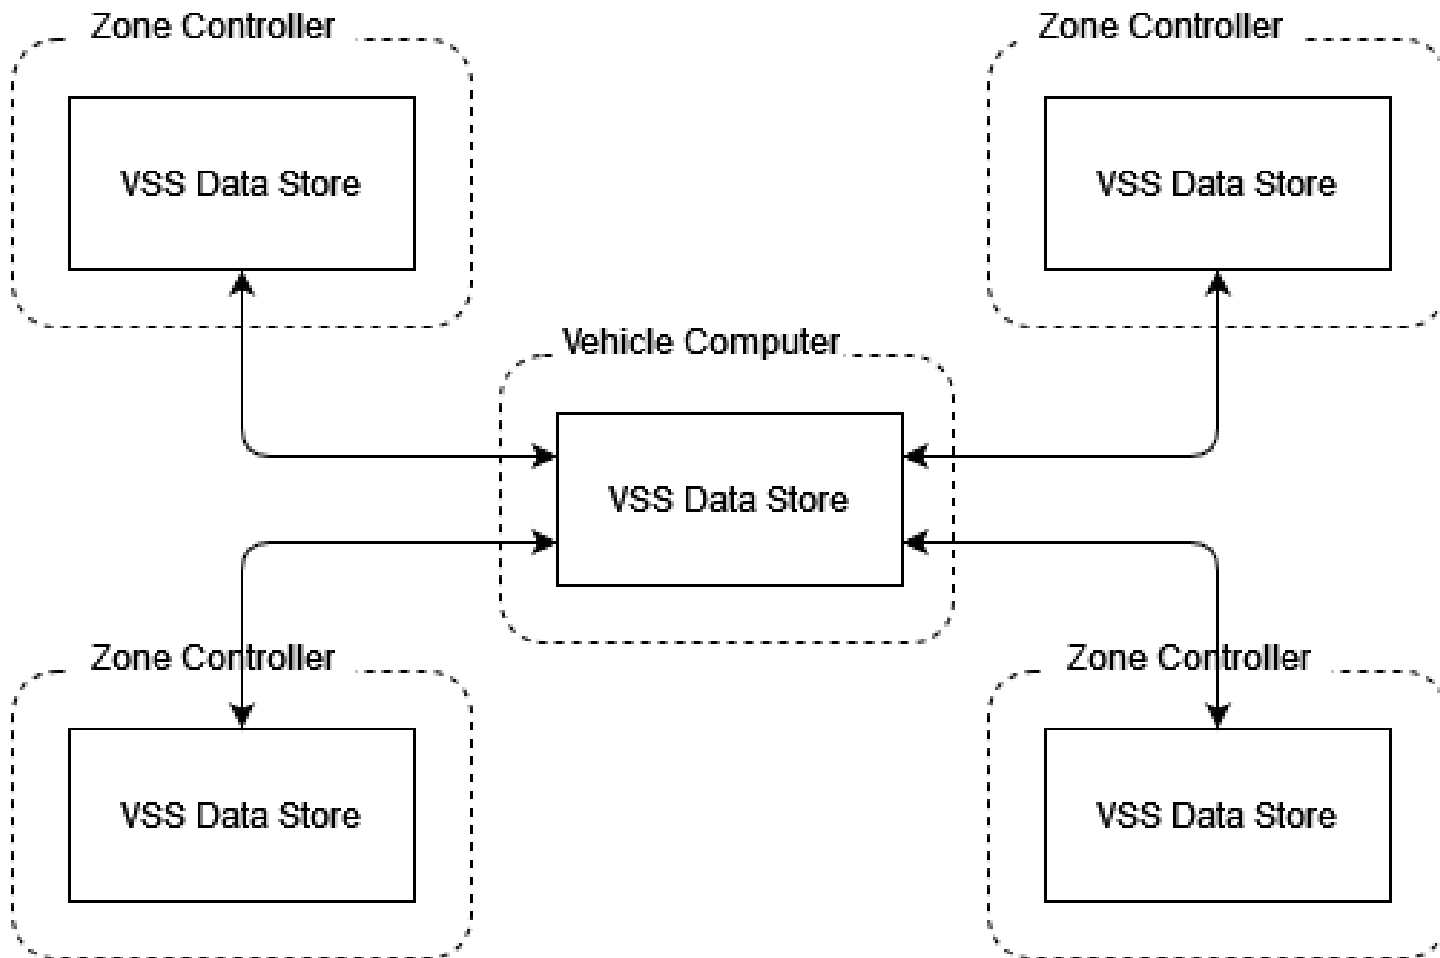 Zone Controller
Zone Controller
VSS Data Store
VSS Data Store
Vehicle Computer
VSS Data Store
Zone Controller
Zone Controller
VSS Data Store
VSS Data Store